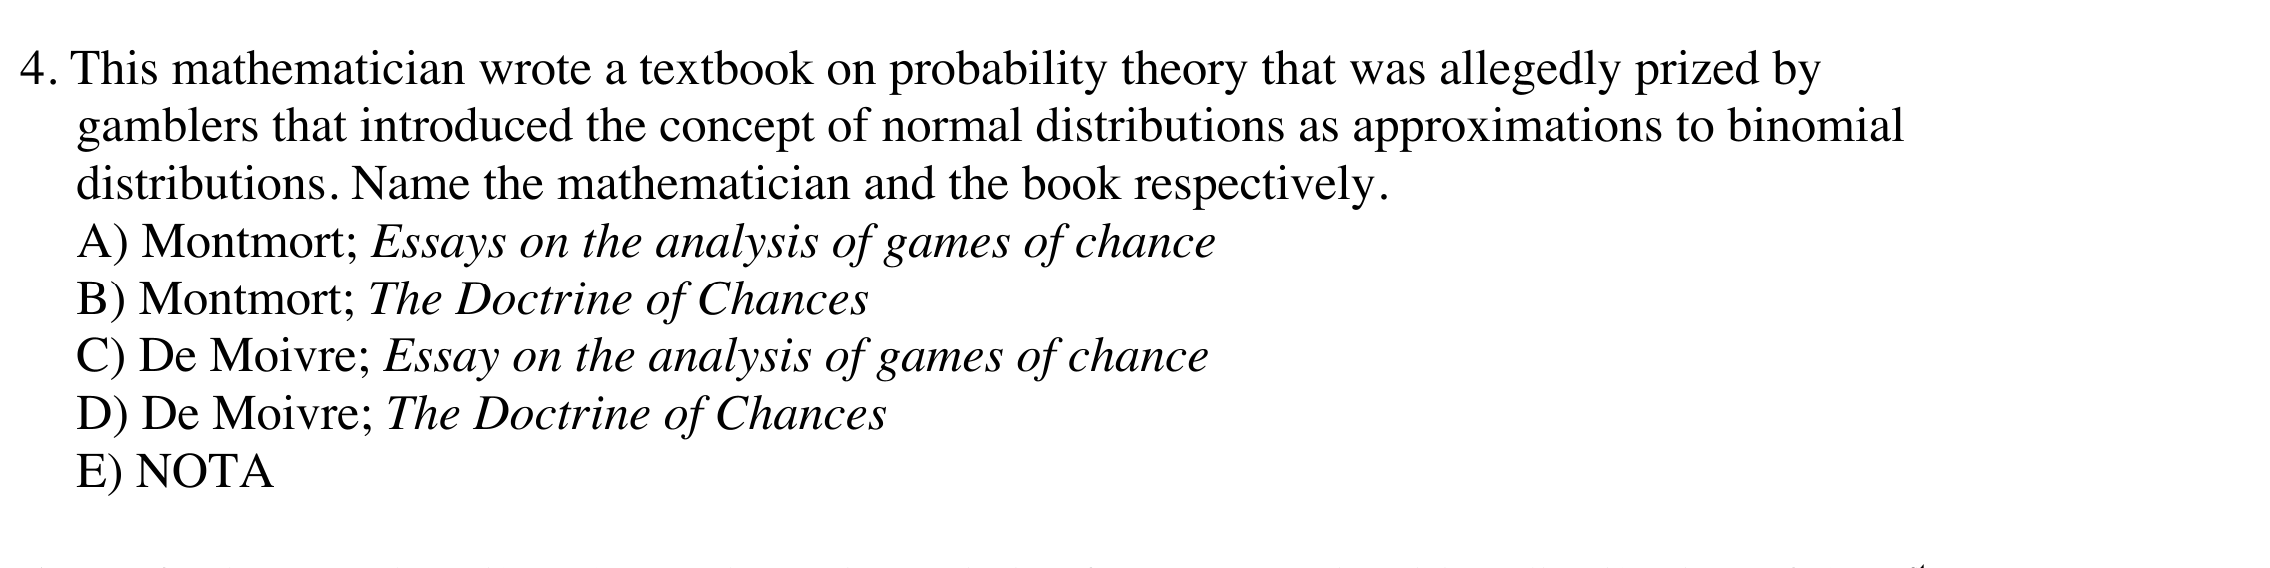 4. This mathematician wrote a textbook on probability theory that was allegedly prized by
gamblers that introduced the concept of normal distributions as approximations to binomial
distributions. Name the mathematician and the book respectively.
A) Montmort; Essays on the analysis of games of chance
B) Montmort; The Doctrine of Chances
C) De Moivre; Essay on the analysis of games of chance
D) De Moivre; The Doctrine of Chances
E) NOTA